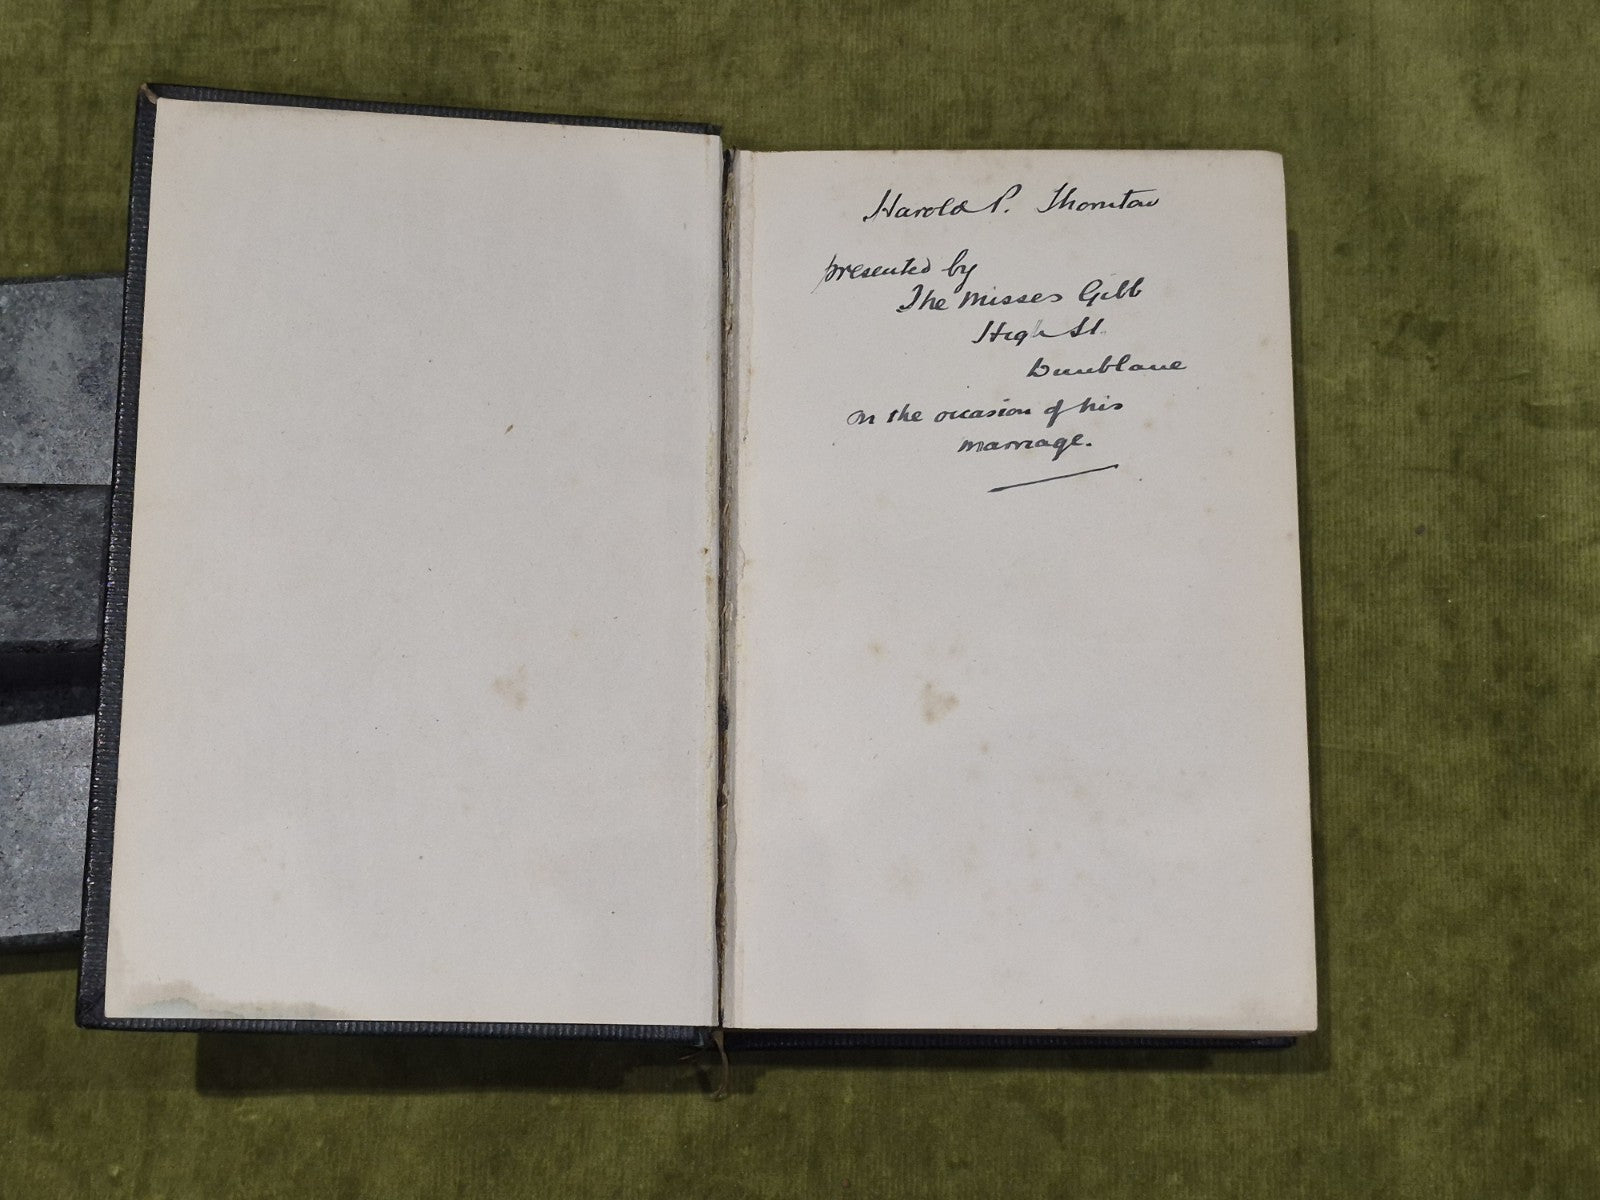 Harold P. Thornton
presented by
The Misses Gibb
High St.
Dunblane
on the occasion of his
marriage.